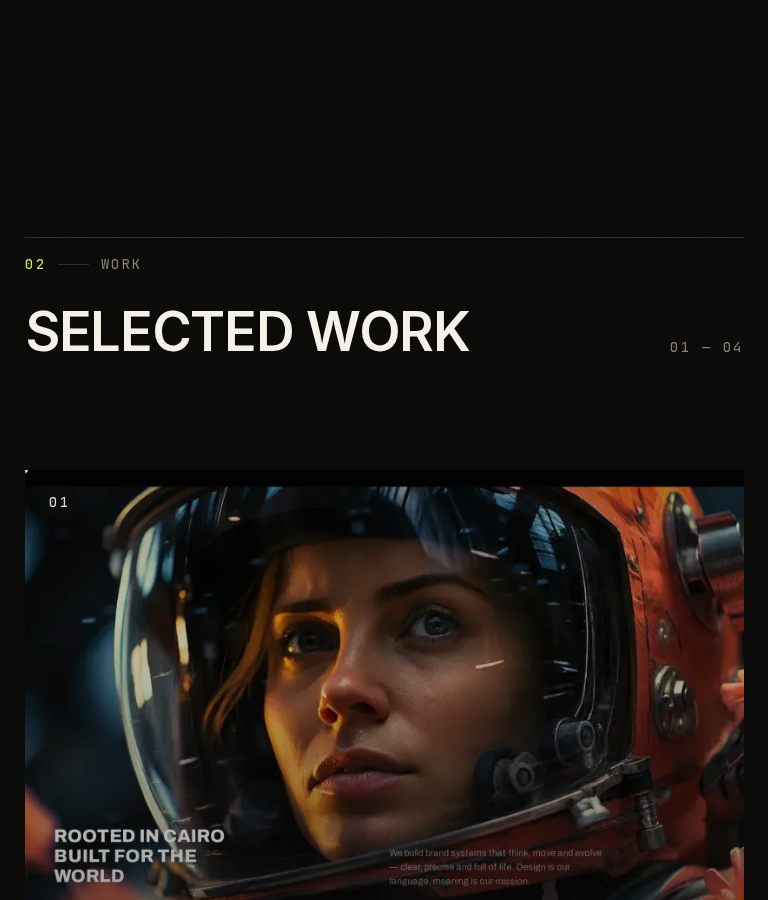 02 WORK
SELECTED WORK
01 — 04
01
ROOTED IN CAIRO
BUILT FOR THE
WORLD
We build brand systems that think, move and evolve
— clear, precise and full of life. Design is our
language, meaning is our mission.